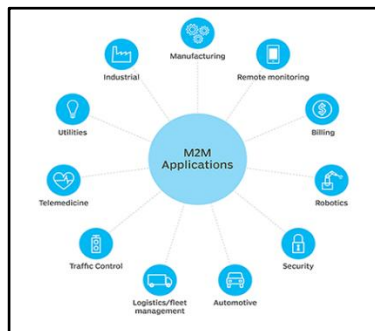 Manufacturing
Industrial
Remote monitoring
Utilities
Billing
M2M
Applications
Telemedicine
Robotics
Traffic Control
Security
Logistics/fleet
management
Automotive